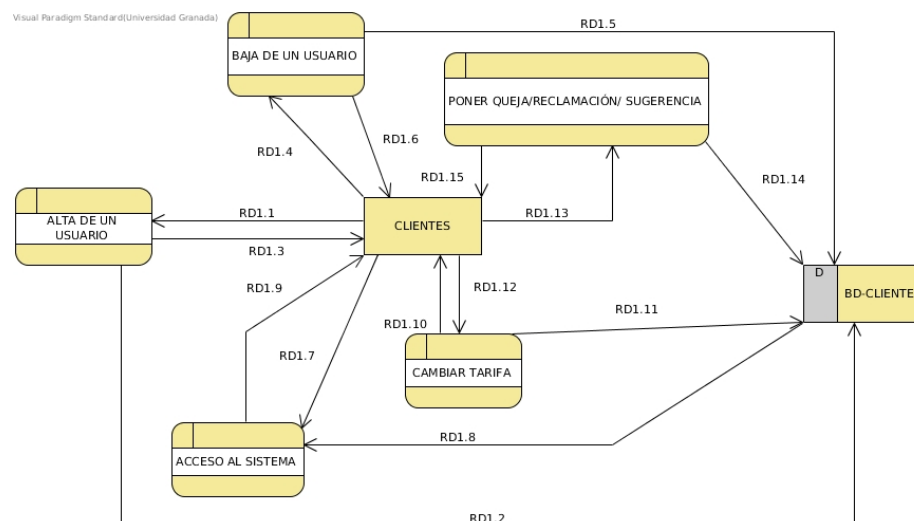 Visual Paradigm Standard(Universidad Granada)
RD1.5
BAJA DE UN USUARIO
PONER QUEJA/RECLAMACIÓN/ SUGERENCIA
RD1.4
RD1.6
RD1.15
RD1.14
ALTA DE UN
USUARIO
RD1.1
CLIENTES
RD1.13
RD1.3
D
BD-CLIENTE
RD1.9
RD1.12
RD1.10
RD1.11
RD1.7
CAMBIAR TARIFA
RD1.8
ACCESO AL SISTEMA
RD1.2